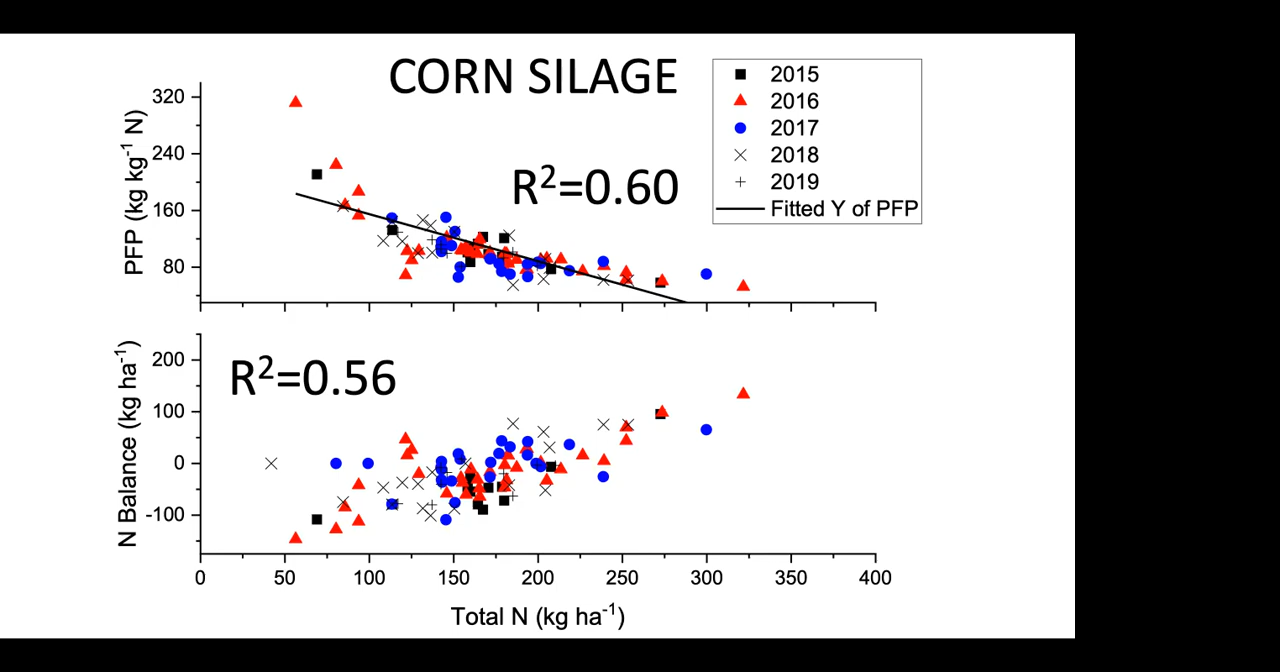 CORN SILAGE
2015
2016
2017
2018
2019
Fitted Y of PFP
R²=0.60
PFP (kg kg⁻¹ N)
320
240
160
80
R²=0.56
N Balance (kg ha⁻¹)
200
100
0
-100
0 50 100 150 200 250 300 350 400
Total N (kg ha⁻¹)